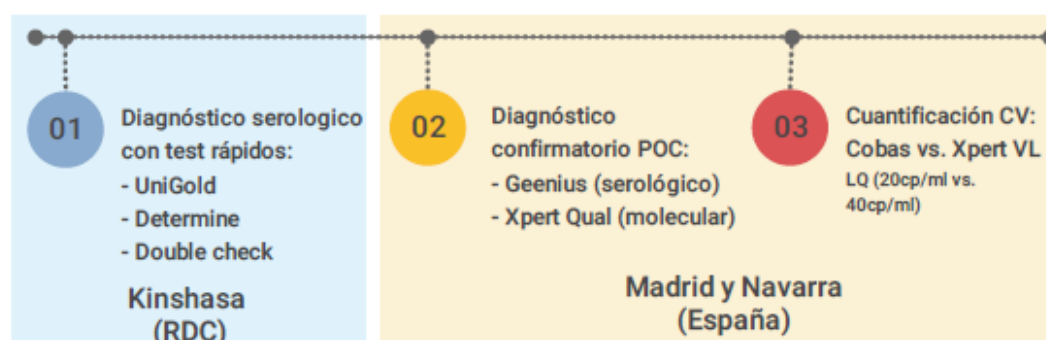 01
Diagnóstico serologico
con test rápidos:
- UniGold
- Determine
- Double check
Kinshasa
(RDC)
02
Diagnóstico
confirmatorio POC:
- Geenius (serológico)
- Xpert Qual (molecular)
03
Cuantificación CV:
Cobas vs. Xpert VL
LQ (20cp/ml vs.
40cp/ml)
Madrid y Navarra
(España)